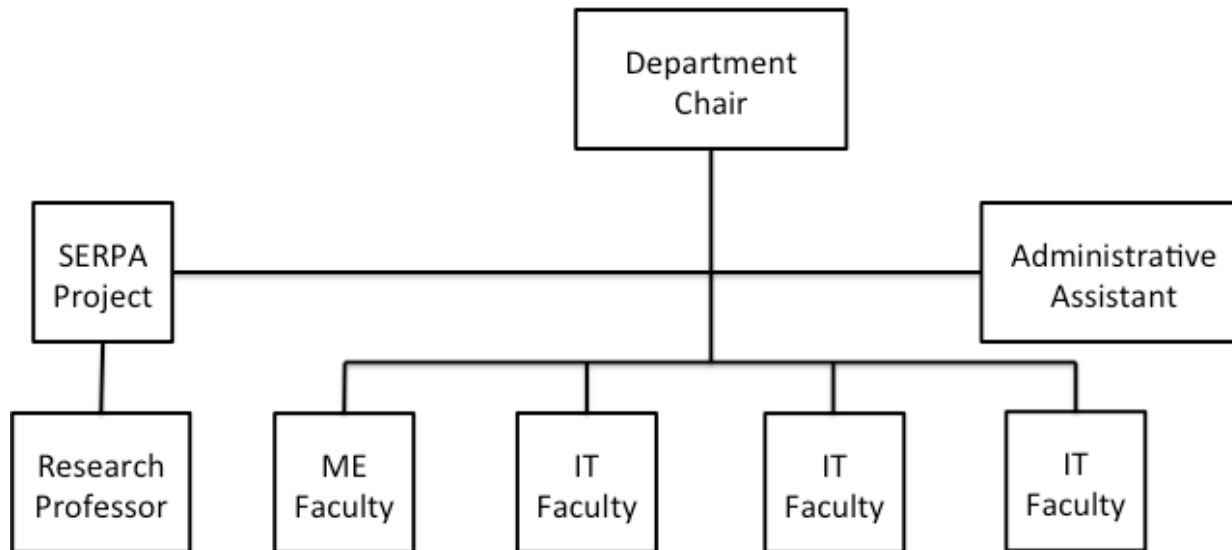 Department
Chair
SERPA
Project
Administrative
Assistant
Research
Professor
ME
Faculty
IT
Faculty
IT
Faculty
IT
Faculty